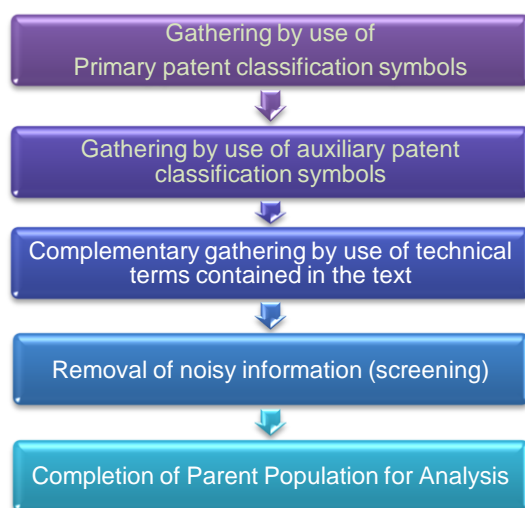 Gathering by use of
Primary patent classification symbols
Gathering by use of auxiliary patent
classification symbols
Complementary gathering by use of technical
terms contained in the text
Removal of noisy information (screening)
Completion of Parent Population for Analysis